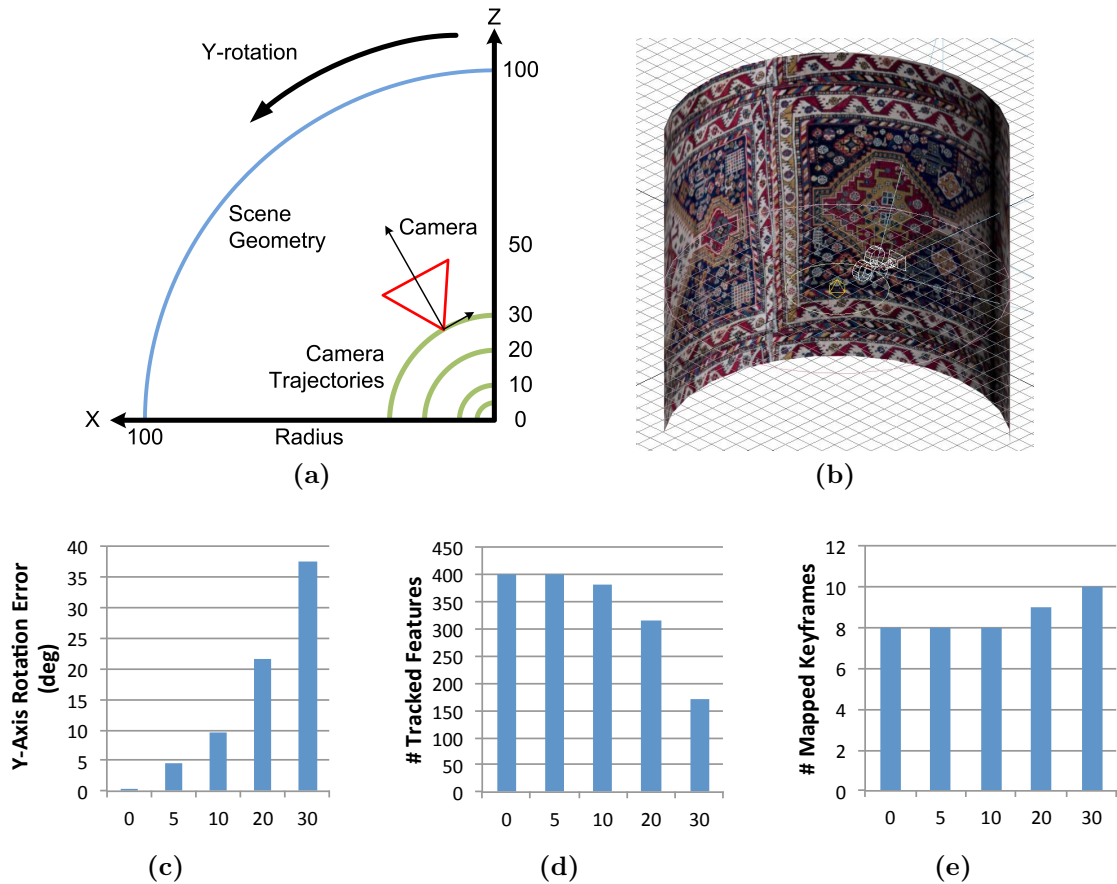 Z
Y-rotation
100
Scene
Geometry
Camera
50
30
Camera
Trajectories
20
10
0
X
100
Radius
(a)
(b)
Y-Axis Rotation Error
(deg)
40
35
30
25
20
15
10
5
0
0 5 10 20 30
(c)
# Tracked Features
450
400
350
300
250
200
150
100
50
0
0 5 10 20 30
(d)
# Mapped Keyframes
12
10
8
6
4
2
0
0 5 10 20 30
(e)